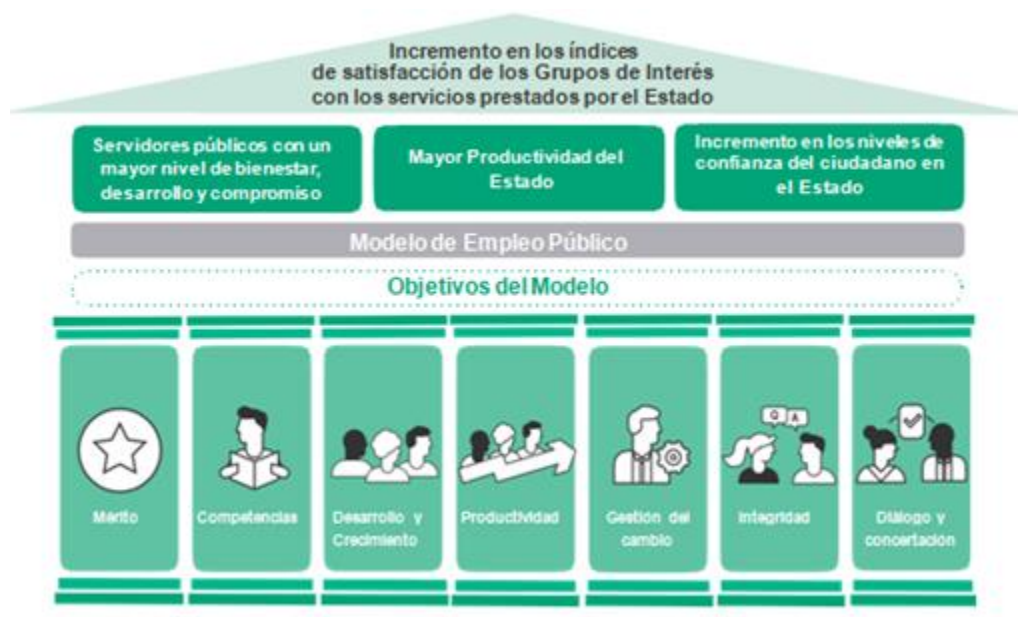 Incremento en los índices
de satisfacción de los Grupos de Interés
con los servicios prestados por el Estado
Servidores públicos con un
mayor nivel de bienestar,
desarrollo y compromiso
Mayor Productividad del
Estado
Incremento en los niveles de
confianza del ciudadano en
el Estado
Modelo de Empleo Público
Objetivos del Modelo
Q A
Mérito
Competencias
Desarrollo y
Crecimiento
Productividad
Gestión del
cambio
Integridad
Diálogo y
concertación